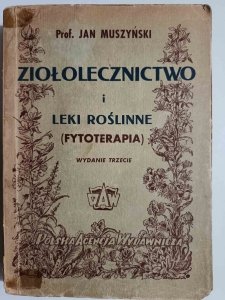 Prof. JAN MUSZYŃSKI
ZIOŁOLECZNICTWO
i
LEKI ROŚLINNE
(FYTOTERAPIA)
WYDANIE TRZECIE
PAW
POLSKA AGENCJA WYDAWNICZA